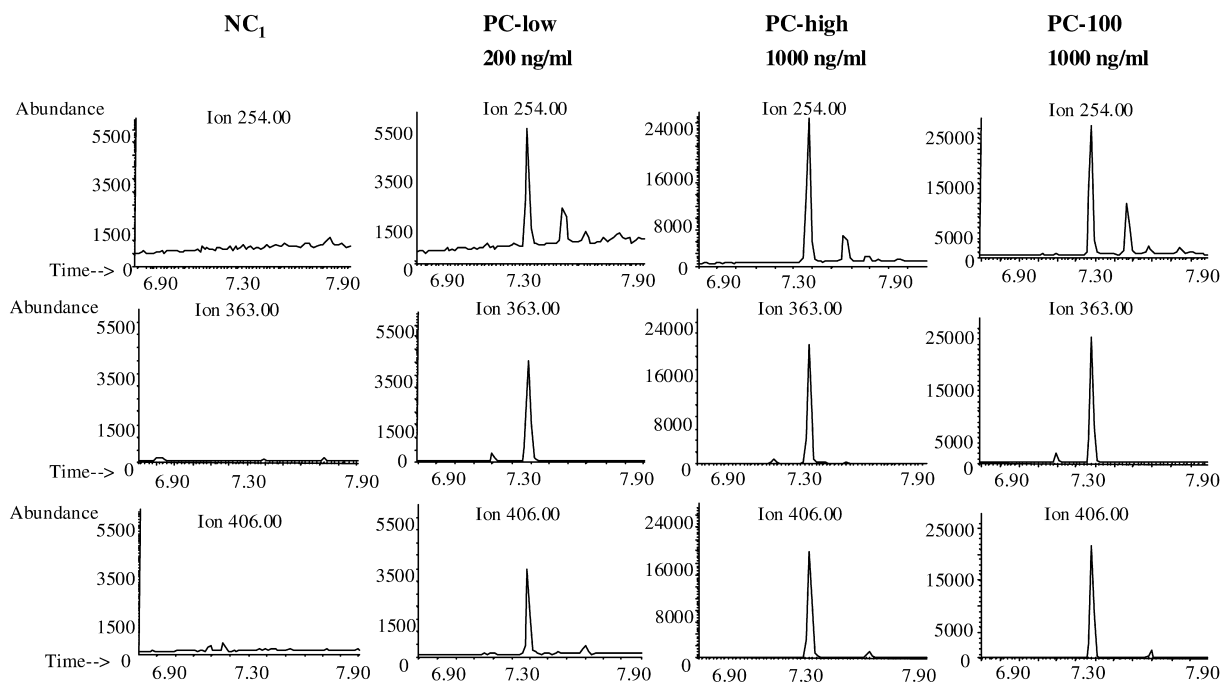 NC1 PC-low PC-high PC-100
200 ng/ml 1000 ng/ml 1000 ng/ml
Abundance Ion 254.00 Ion 254.00 Ion 254.00 Ion 254.00
5500 5500 24000 25000
3500 3500 16000 15000
1500 1500 8000 5000
Time--> 0 0 0 0
6.90 7.30 7.90 6.90 7.30 7.90 6.90 7.30 7.90 6.90 7.30 7.90
Abundance Ion 363.00 Ion 363.00 Ion 363.00 Ion 363.00
5500 5500 24000 25000
3500 3500 16000 15000
1500 1500 8000 5000
Time--> 0 0 0 0
6.90 7.30 7.90 6.90 7.30 7.90 6.90 7.30 7.90 6.90 7.30 7.90
Abundance Ion 406.00 Ion 406.00 Ion 406.00 Ion 406.00
5500 5500 24000 25000
3500 3500 16000 15000
1500 1500 8000 5000
Time--> 0 0 0 0
6.90 7.30 7.90 6.90 7.30 7.90 6.90 7.30 7.90 6.90 7.30 7.90